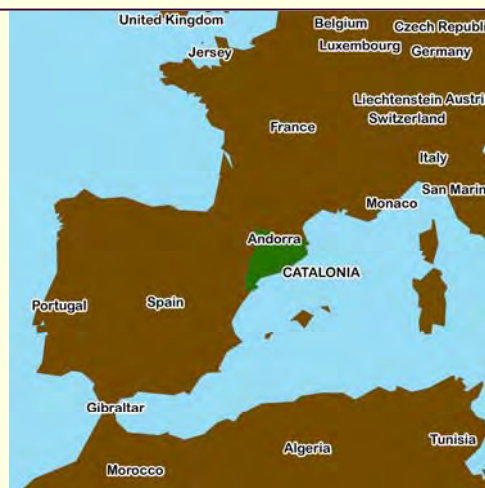 United Kingdom
Belgium
Czech Republi
Jersey
Luxembourg
Germany
Liechtenstein Austri
Switzerland
France
Italy
San Marin
Monaco
Andorra
CATALONIA
Portugal
Spain
Gibraltar
Algeria
Tunisia
Morocco